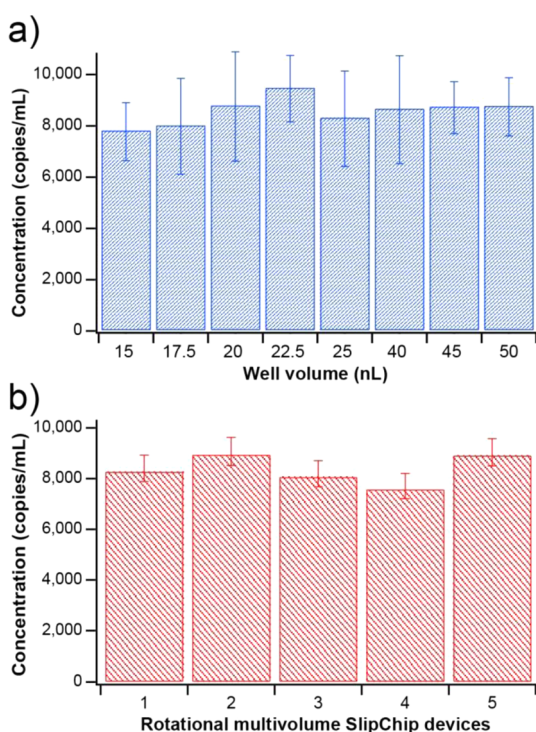 a)
Concentration (copies/mL)
10,000
8,000
6,000
4,000
2,000
0
15 17.5 20 22.5 25 40 45 50
Well volume (nL)
b)
Concentration (copies/mL)
10,000
8,000
6,000
4,000
2,000
0
1 2 3 4 5
Rotational multivolume SlipChip devices